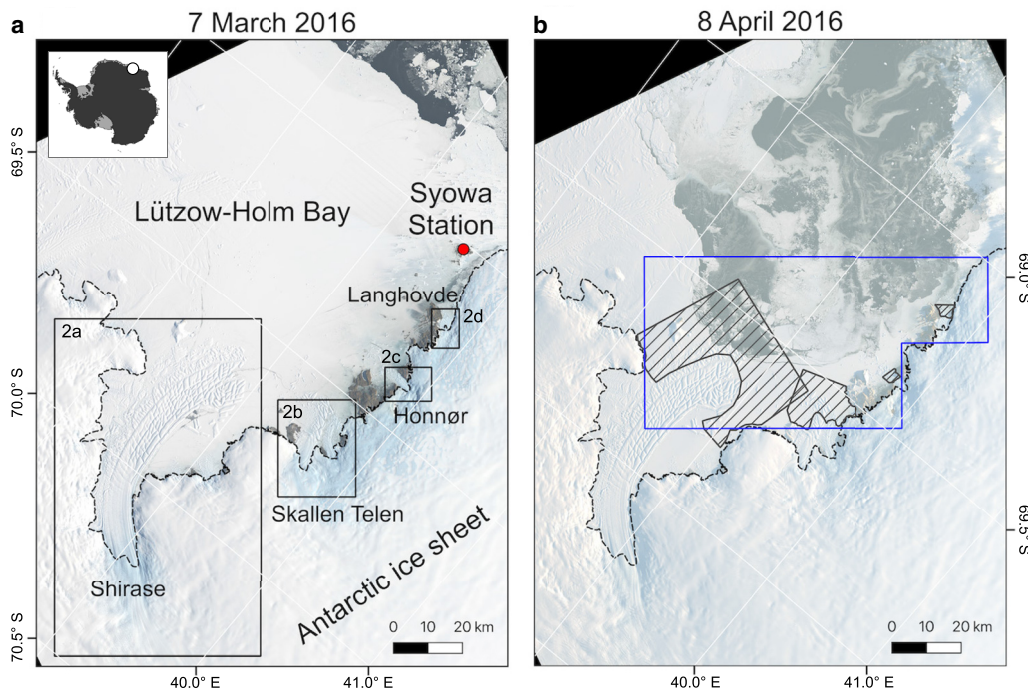 a
7 March 2016
b
8 April 2016
69.5° S
70.0° S
70.5° S
Lützow-Holm Bay
Syowa
Station
Langhovde
2d
2a
2c
2b
Honnør
Skallen Telen
Antarctic ice sheet
Shirase
0 10 20 km
0 10 20 km
69.0° S
69.5° S
40.0° E
41.0° E
40.0° E
41.0° E